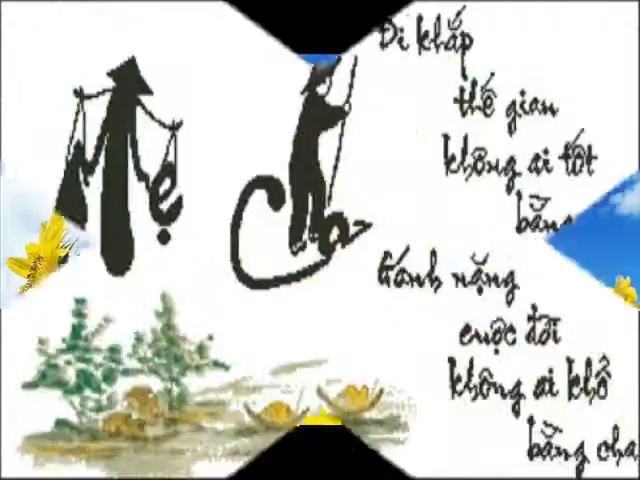 Mẹ Cha
Đi khắp
thế gian
không ai tốt
bằng
Gánh nặng
cuộc đời
không ai khổ
bằng cha